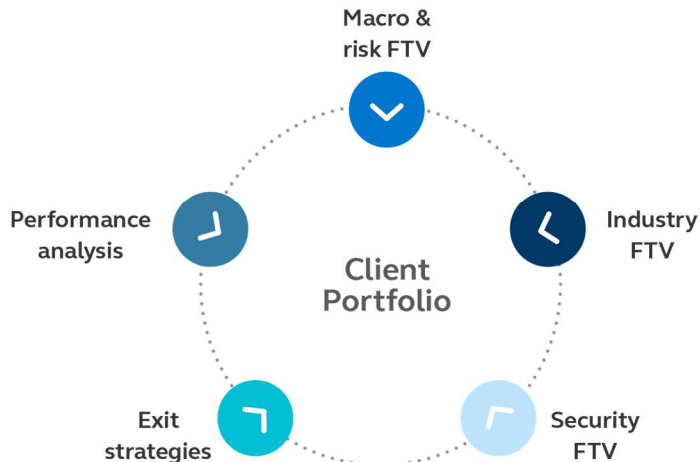 Macro &
risk FTV
Performance
analysis
Industry
FTV
Client
Portfolio
Exit
strategies
Security
FTV